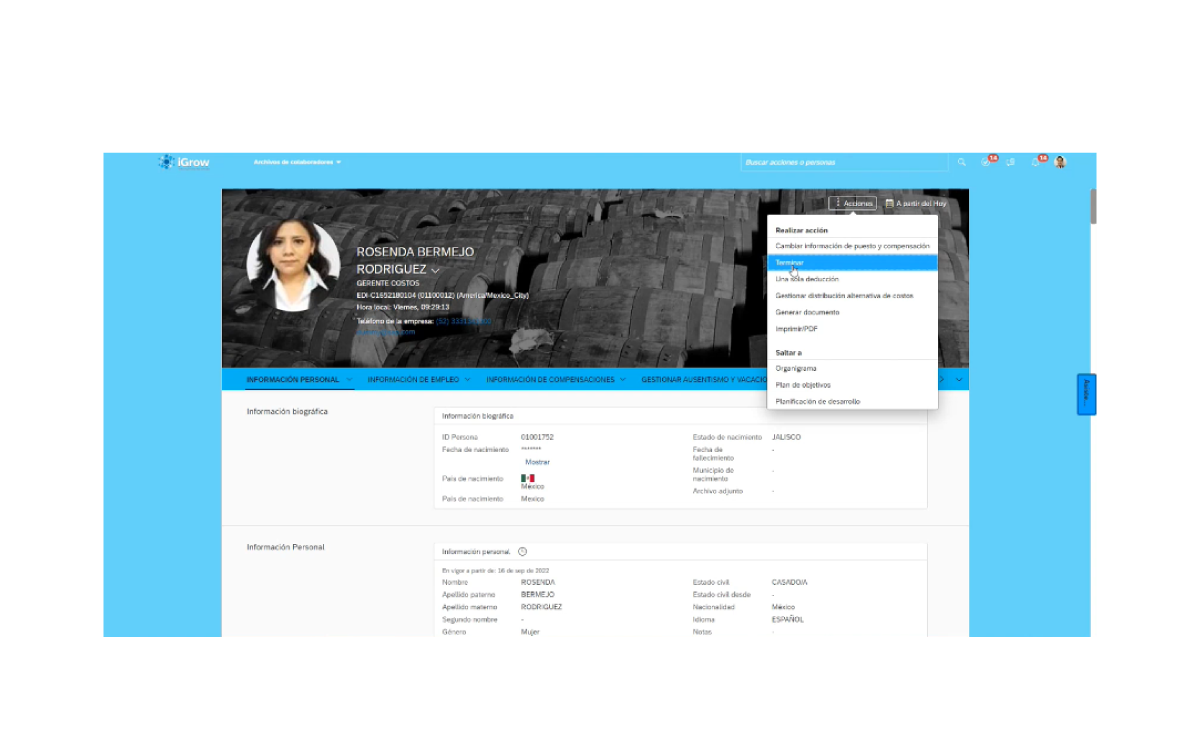 iGrow
Archivos de colaboradores
Buscar acciones o personas
14
14
Acciones
A partir del Hoy
Realizar acción
Cambiar información de puesto y compensación
Terminar
Una sola deducción
Gestionar distribución alternativa de costos
Generar documento
Imprimir/PDF
Saltar a
Organigrama
Plan de objetivos
Planificación de desarrollo
ROSENDA BERMEJO
RODRIGUEZ
GERENTE COSTOS
EDI-C1652180104 (01100012) (America/Mexico_City)
Hora local: Viernes, 09:29:13
Teléfono de la empresa:
INFORMACIÓN PERSONAL
INFORMACIÓN DE EMPLEO
INFORMACIÓN DE COMPENSACIONES
GESTIONAR AUSENTISMO Y VACACIO
Información biográfica
Información biográfica
ID Persona 01001752
Fecha de nacimiento *******
Mostrar
País de nacimiento
México
País de nacimiento Mexico
Estado de nacimiento JALISCO
Fecha de
fallecimiento -
Municipio de
nacimiento -
Archivo adjunto -
Información Personal
Información personal
En vigor a partir de: 16 de sep de 2022
Nombre ROSENDA
Apellido paterno BERMEJO
Apellido materno RODRIGUEZ
Segundo nombre -
Género Mujer
Estado civil CASADO/A
Estado civil desde -
Nacionalidad México
Idioma ESPAÑOL
Notas -